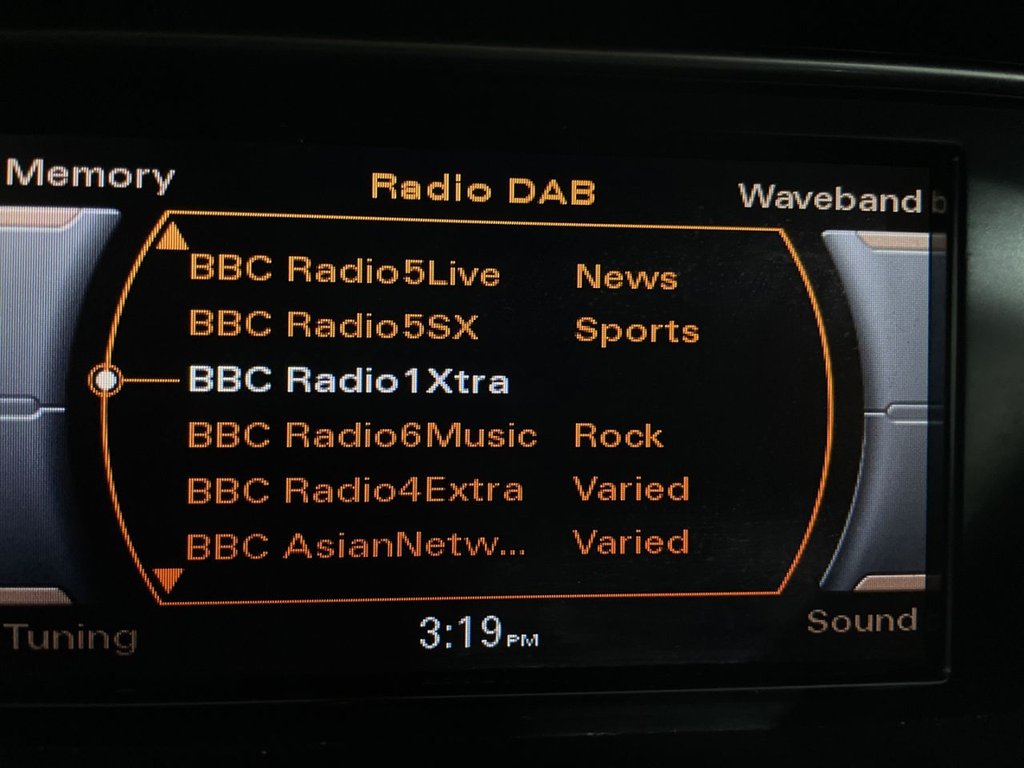 Memory
Radio DAB
Waveband
BBC Radio5Live News
BBC Radio5SX Sports
BBC Radio1Xtra
BBC Radio6Music Rock
BBC Radio4Extra Varied
BBC AsianNetw... Varied
Tuning
3:19PM
Sound